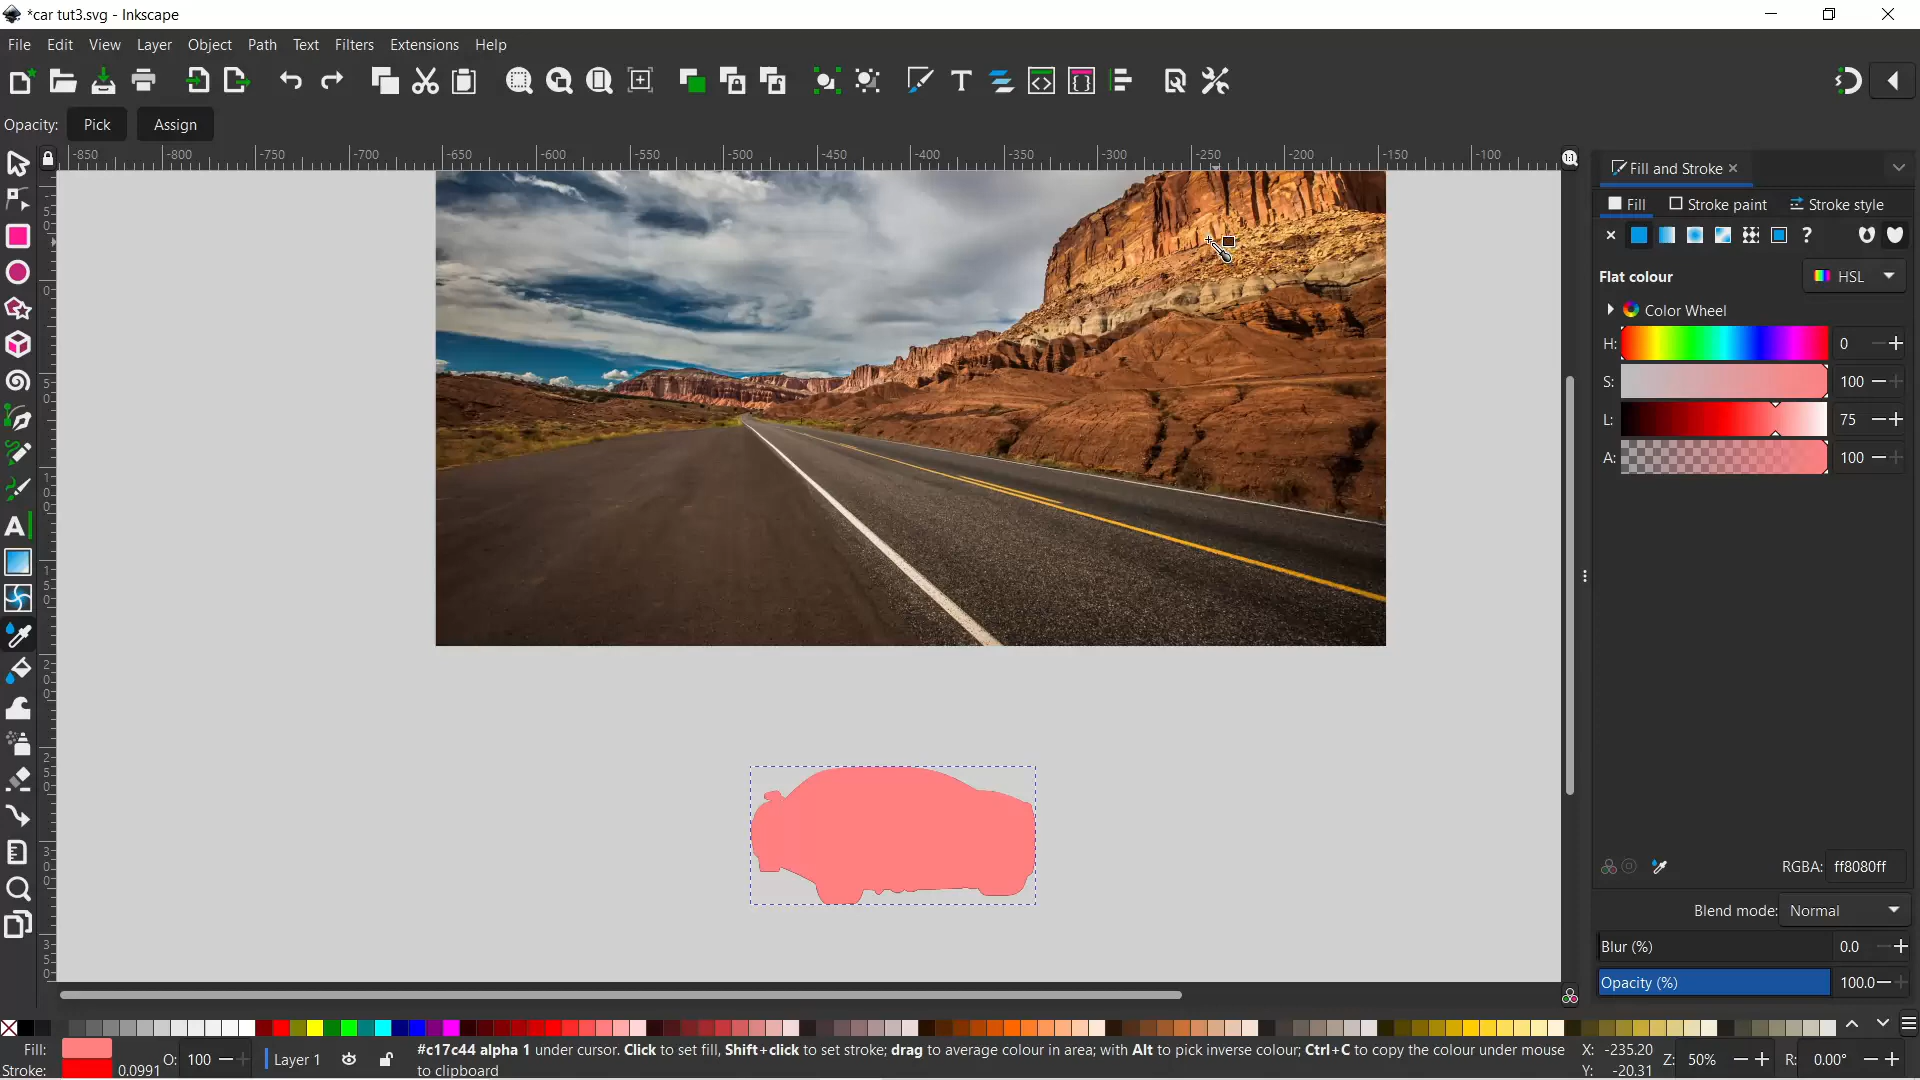 *car tut3.svg - Inkscape
File Edit View Layer Object Path Text Filters Extensions Help
Opacity: Pick Assign
-850 -800 -750 -700 -650 -600 -550 -500 -450 -400 -350 -300 -250 -200 -150 -100
Fill and Stroke
Fill Stroke paint Stroke style
Flat colour HSL
Color Wheel
H: 0
S: 100
L: 75
A: 100
RGBA: ff8080ff
Blend mode: Normal
Blur (%) 0.0
Opacity (%) 100.0
Fill: O: 100 Layer 1 #c17c44 alpha 1 under cursor. Click to set fill, Shift+click to set stroke; drag to average colour in area; with Alt to pick inverse colour; Ctrl+C to copy the colour under mouse X: -235.20 Z: 50% R: 0.00°
Stroke: 0.0991 to clipboard Y: -20.31